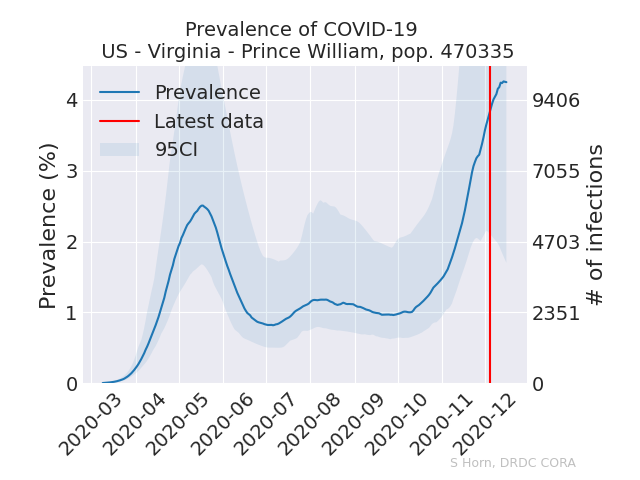 Prevalence of COVID-19
US - Virginia - Prince William, pop. 470335
Prevalence
Latest data
95CI
Prevalence (%)
4
3
2
1
0
9406
7055
4703
2351
0
# of infections
2020-03
2020-04
2020-05
2020-06
2020-07
2020-08
2020-09
2020-10
2020-11
2020-12
S Horn, DRDC CORA